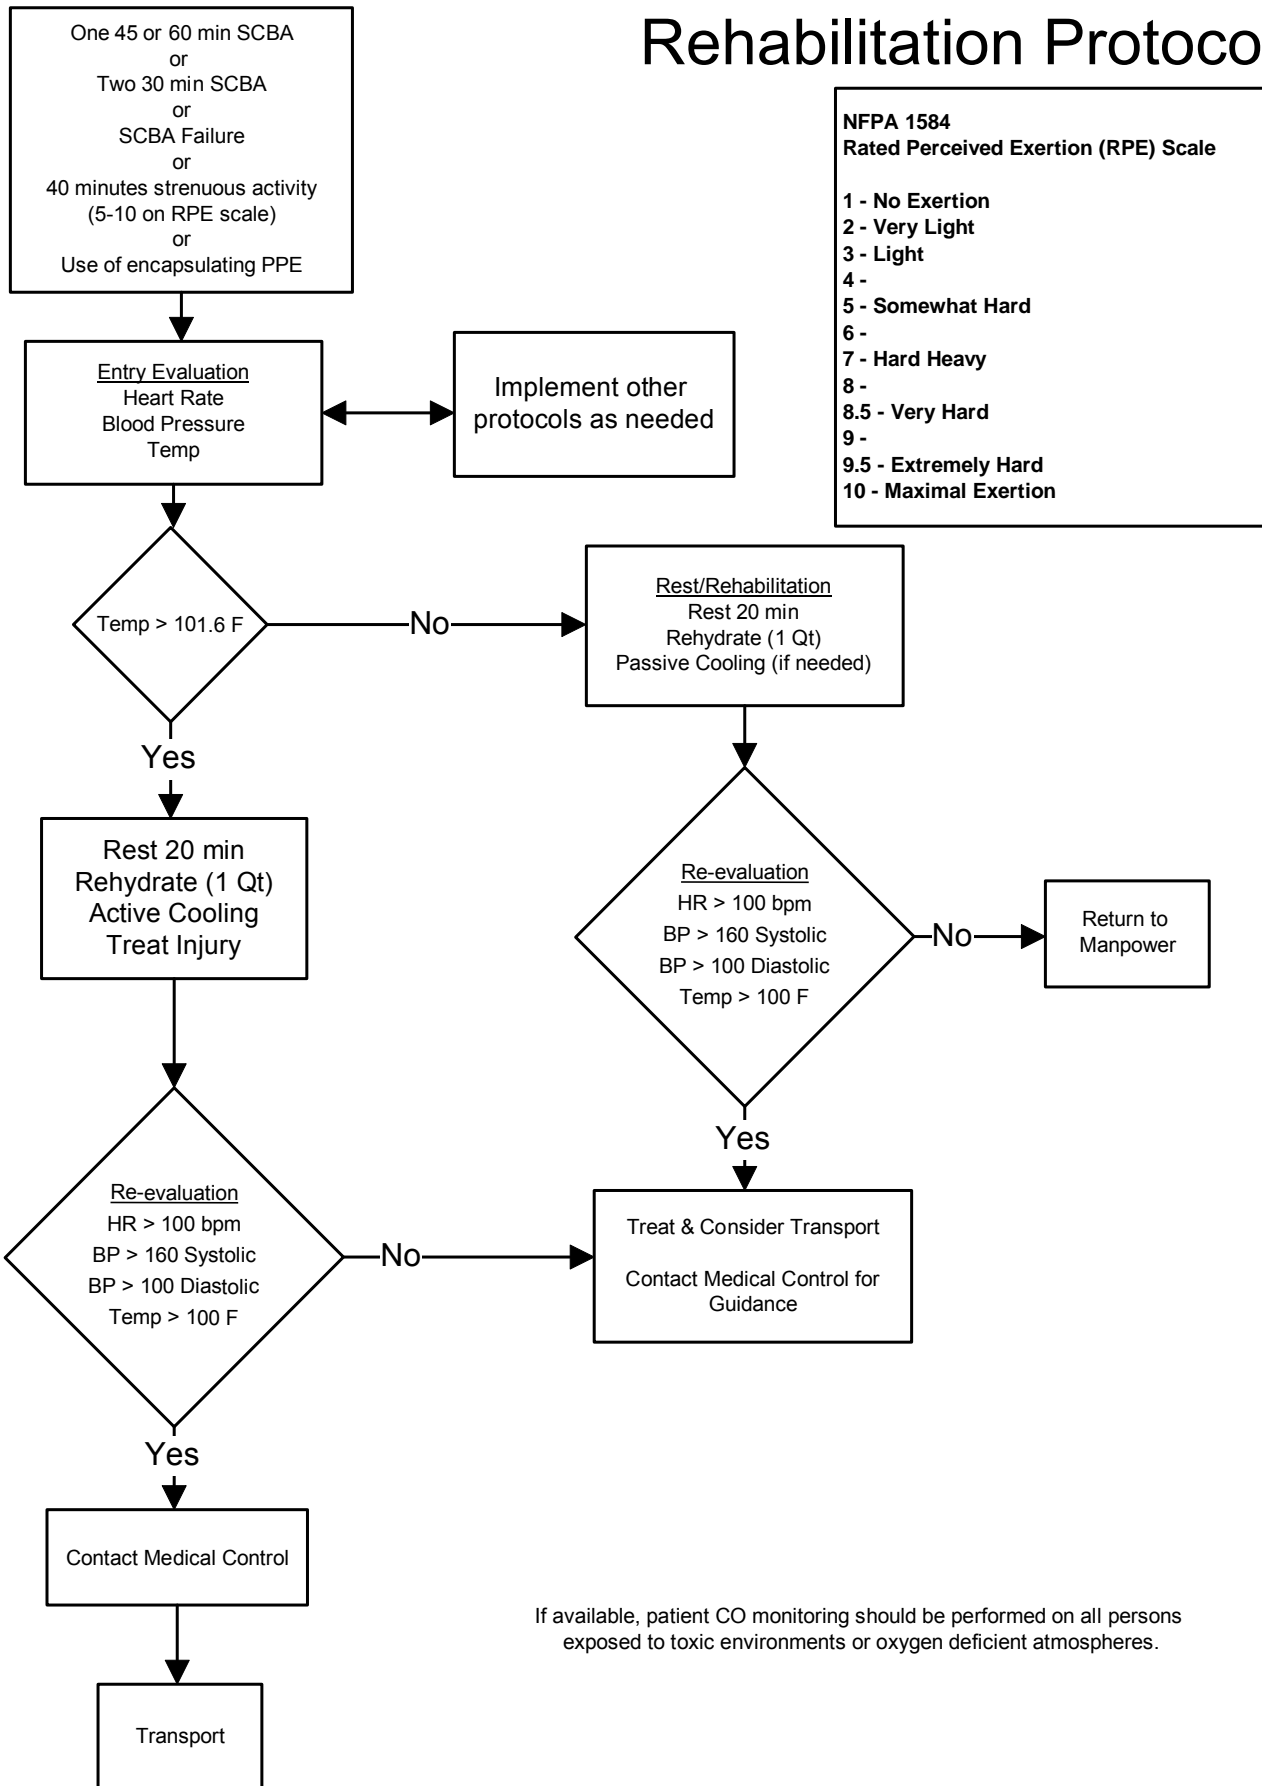 Rehabilitation Protoco
One 45 or 60 min SCBA
or
Two 30 min SCBA
or
SCBA Failure
or
40 minutes strenuous activity
(5-10 on RPE scale)
or
Use of encapsulating PPE
NFPA 1584
Rated Perceived Exertion (RPE) Scale
1 - No Exertion
2 - Very Light
3 - Light
4 -
5 - Somewhat Hard
6 -
7 - Hard Heavy
8 -
8.5 - Very Hard
9 -
9.5 - Extremely Hard
10 - Maximal Exertion
Entry Evaluation
Heart Rate
Blood Pressure
Temp
Implement other
protocols as needed
Temp > 101.6 F
No
Rest/Rehabilitation
Rest 20 min
Rehydrate (1 Qt)
Passive Cooling (if needed)
Yes
Rest 20 min
Rehydrate (1 Qt)
Active Cooling
Treat Injury
Re-evaluation
HR > 100 bpm
BP > 160 Systolic
BP > 100 Diastolic
Temp > 100 F
No
Return to
Manpower
Yes
Re-evaluation
HR > 100 bpm
BP > 160 Systolic
BP > 100 Diastolic
Temp > 100 F
No
Treat & Consider Transport
Contact Medical Control for
Guidance
Yes
Contact Medical Control
If available, patient CO monitoring should be performed on all persons
exposed to toxic environments or oxygen deficient atmospheres.
Transport